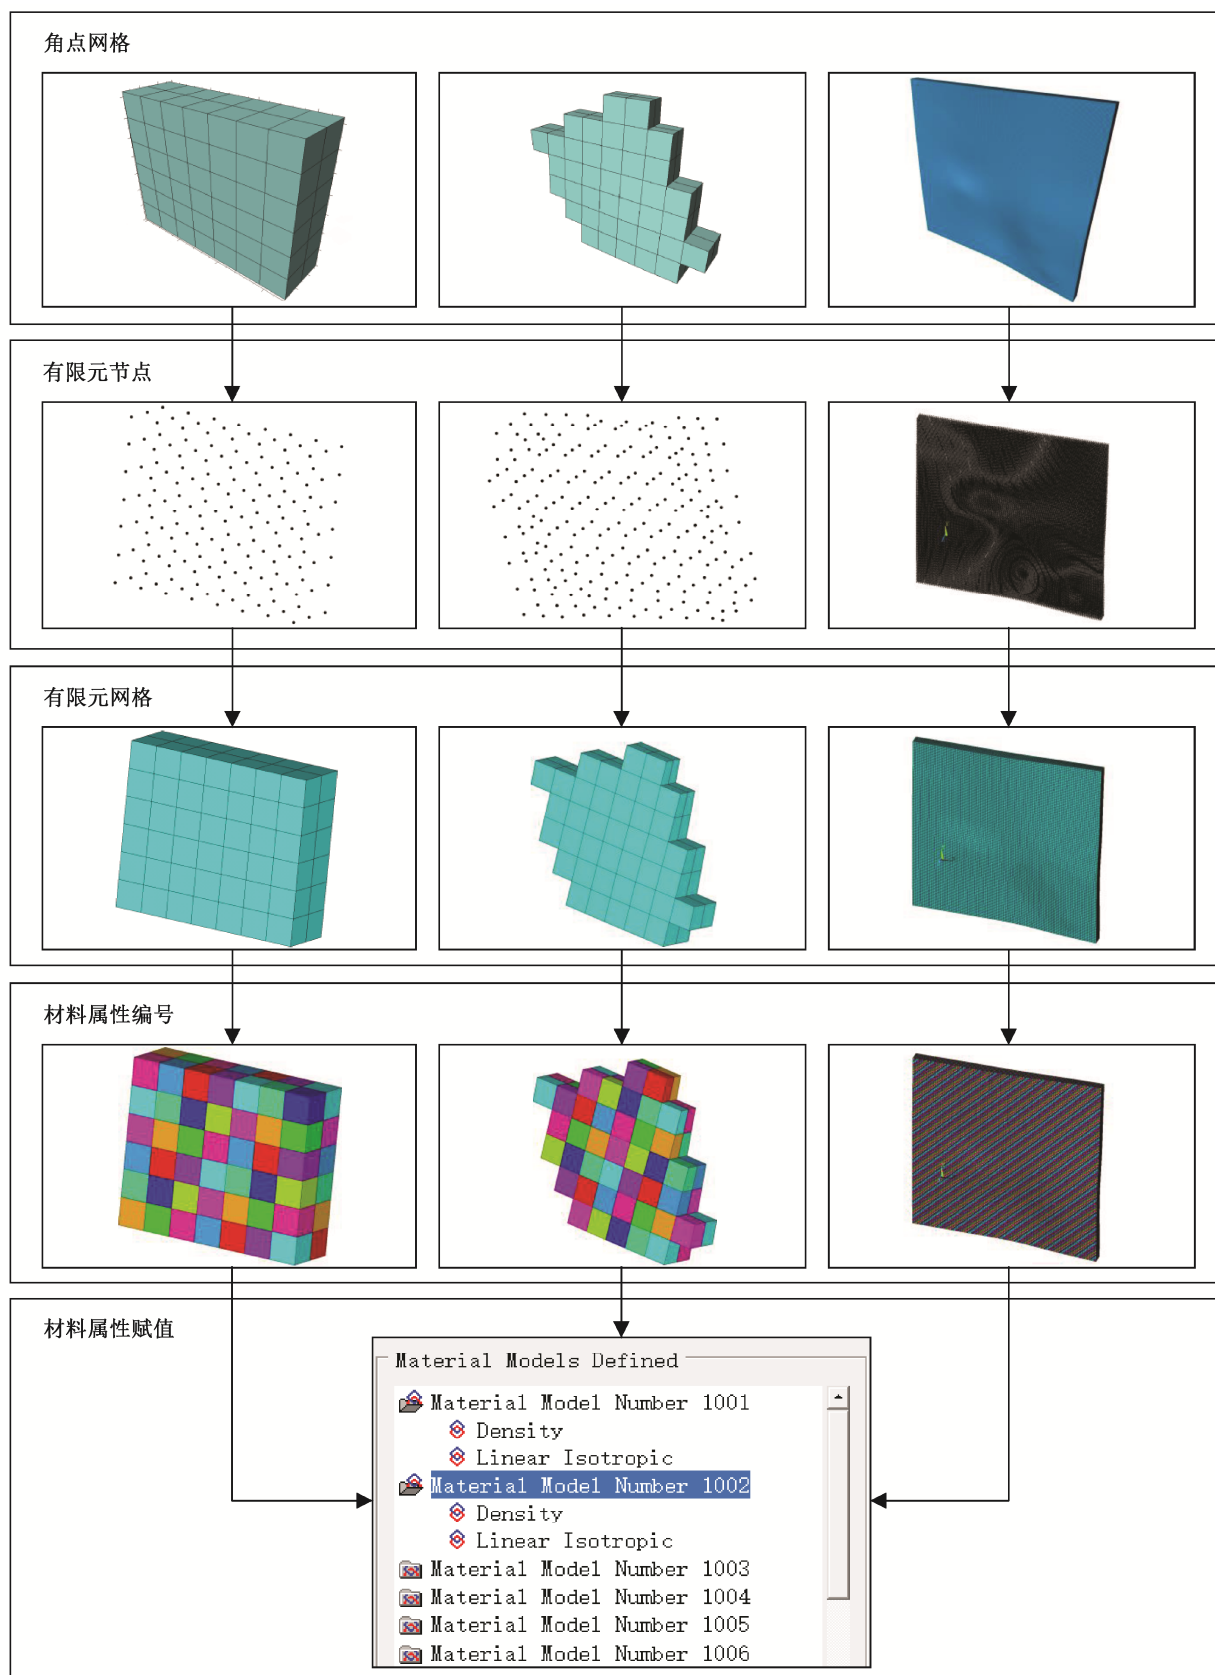 角点网格
有限元节点
有限元网格
材料属性编号
材料属性赋值
Material Models Defined
Material Model Number 1001
Density
Linear Isotropic
Material Model Number 1002
Density
Linear Isotropic
Material Model Number 1003
Material Model Number 1004
Material Model Number 1005
Material Model Number 1006